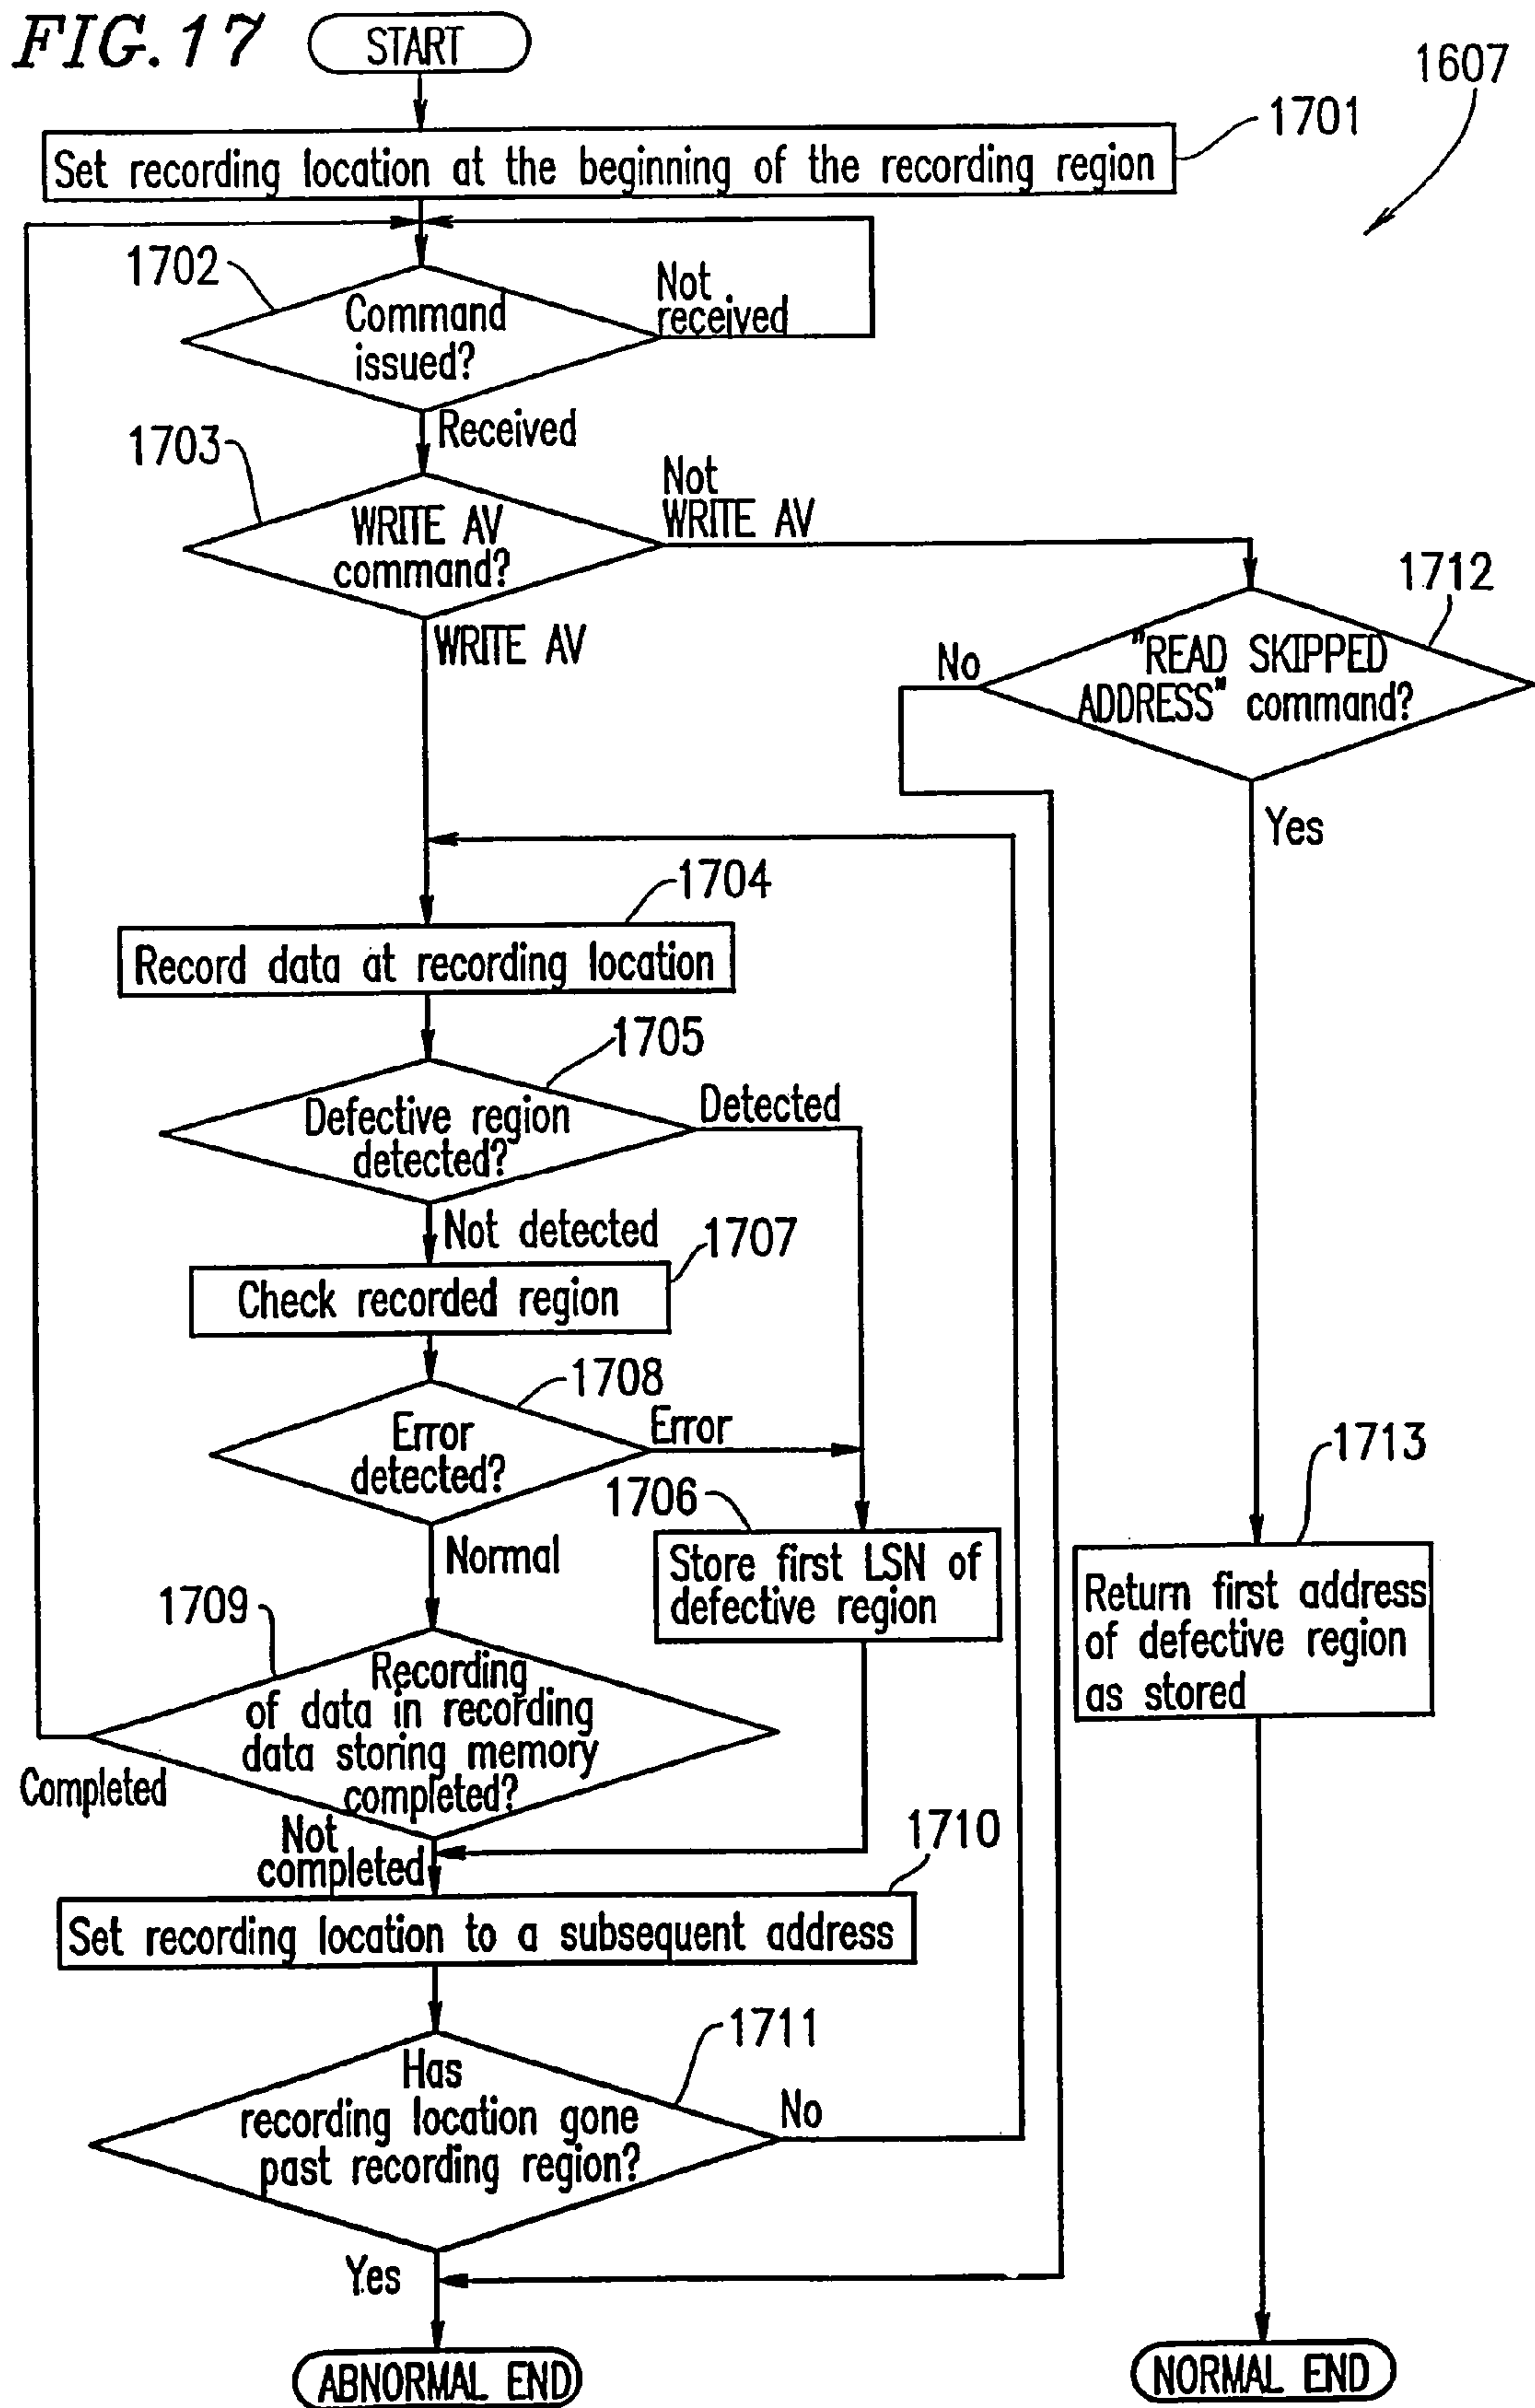 FIG.17
START
1607
1701
Set recording location at the beginning of the recording region
1702
Command
issued?
Not
received
Received
1703
WRITE AV
command?
Not
WRITE AV
WRITE AV
1712
"READ SKIPPED
ADDRESS" command?
No
Yes
1704
Record data at recording location
1705
Defective region
detected?
Detected
Not detected
1707
Check recorded region
1708
Error
detected?
Error
Normal
1706
Store first LSN of
defective region
1713
Return first address
of defective region
as stored
1709
Recording
of data in recording
data storing memory
completed?
Completed
Not
completed
1710
Set recording location to a subsequent address
1711
Has
recording location gone
past recording region?
No
Yes
ABNORMAL END
NORMAL END